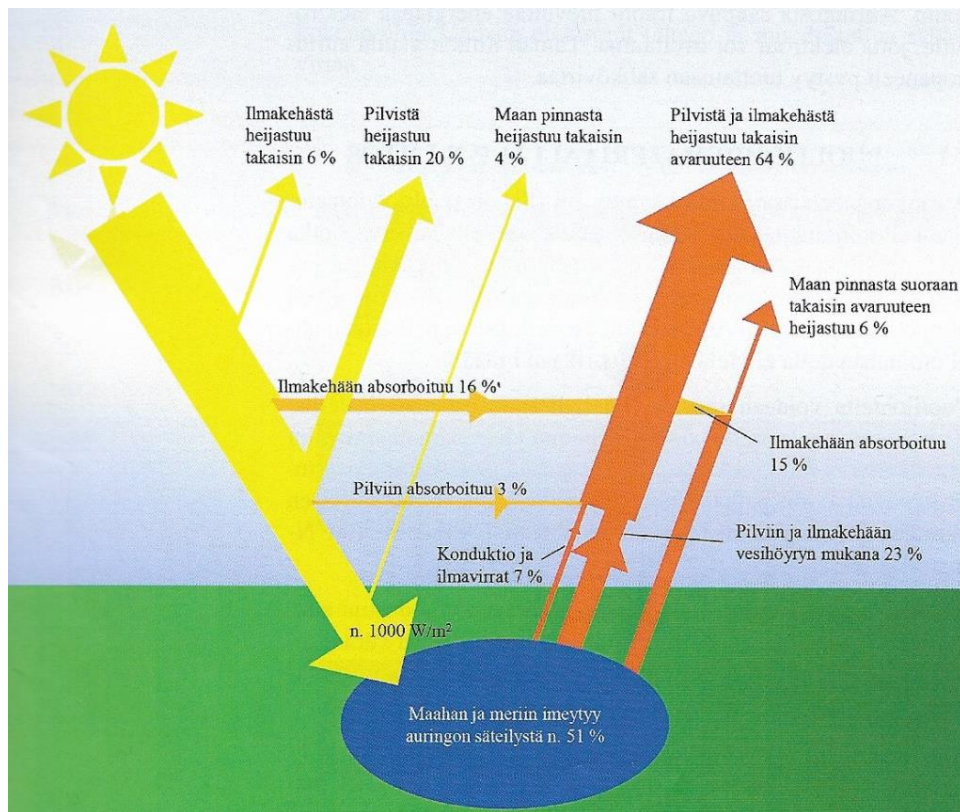 Ilmakehästä
heijastuu
takaisin 6 %
Pilvistä
heijastuu
takaisin 20 %
Maan pinnasta
heijastuu takaisin
4 %
Pilvistä ja ilmakehästä
heijastuu takaisin
avaruuteen 64 %
Maan pinnasta suoraan
takaisin avaruuteen
heijastuu 6 %
Ilmakehään absorboituu 16 %
Ilmakehään absorboituu
15 %
Pilviin absorboituu 3 %
Konduktio ja
ilmavirrat 7 %
Pilviin ja ilmakehään
vesihöyryn mukana 23 %
n. 1000 W/m²
Maahan ja meriin imeytyy
auringon säteilystä n. 51 %